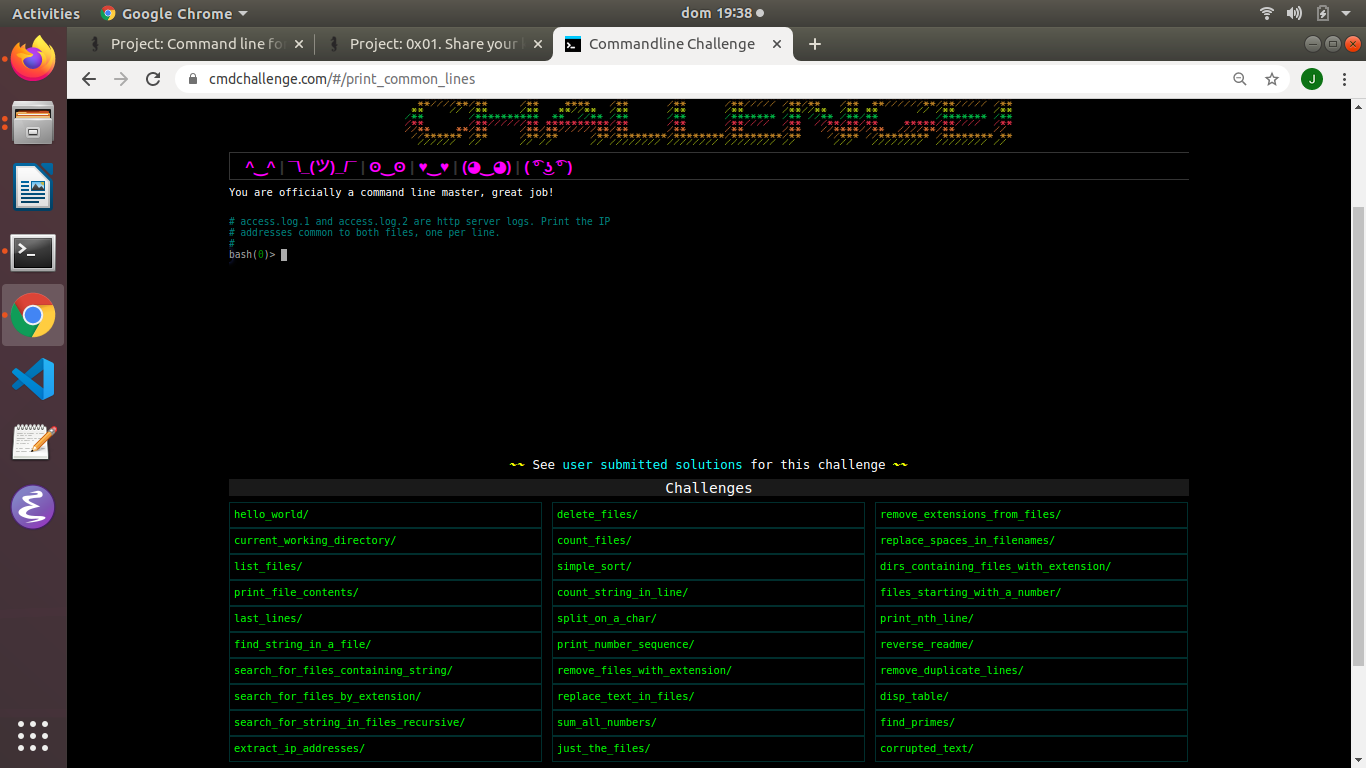 Activities Google Chrome dom 19:38
Project: Command line fo Project: 0x01. Share your Commandline Challenge
cmdchallenge.com/#/print_common_lines J
CHALLENGE
^‿^ | ¯\_(ツ)_/¯ | ʘ‿ʘ | ♥‿♥ | (◕‿◕) | ( ͡° ͜ʖ ͡° )
You are officially a command line master, great job!
# access.log.1 and access.log.2 are http server logs. Print the IP
# addresses common to both files, one per line.
#
bash(0)>
~~ See user submitted solutions for this challenge ~~
Challenges
hello_world/ delete_files/ remove_extensions_from_files/
current_working_directory/ count_files/ replace_spaces_in_filenames/
list_files/ simple_sort/ dirs_containing_files_with_extension/
print_file_contents/ count_string_in_line/ files_starting_with_a_number/
last_lines/ split_on_a_char/ print_nth_line/
find_string_in_a_file/ print_number_sequence/ reverse_readme/
search_for_files_containing_string/ remove_files_with_extension/ remove_duplicate_lines/
search_for_files_by_extension/ replace_text_in_files/ disp_table/
search_for_string_in_files_recursive/ sum_all_numbers/ find_primes/
extract_ip_addresses/ just_the_files/ corrupted_text/